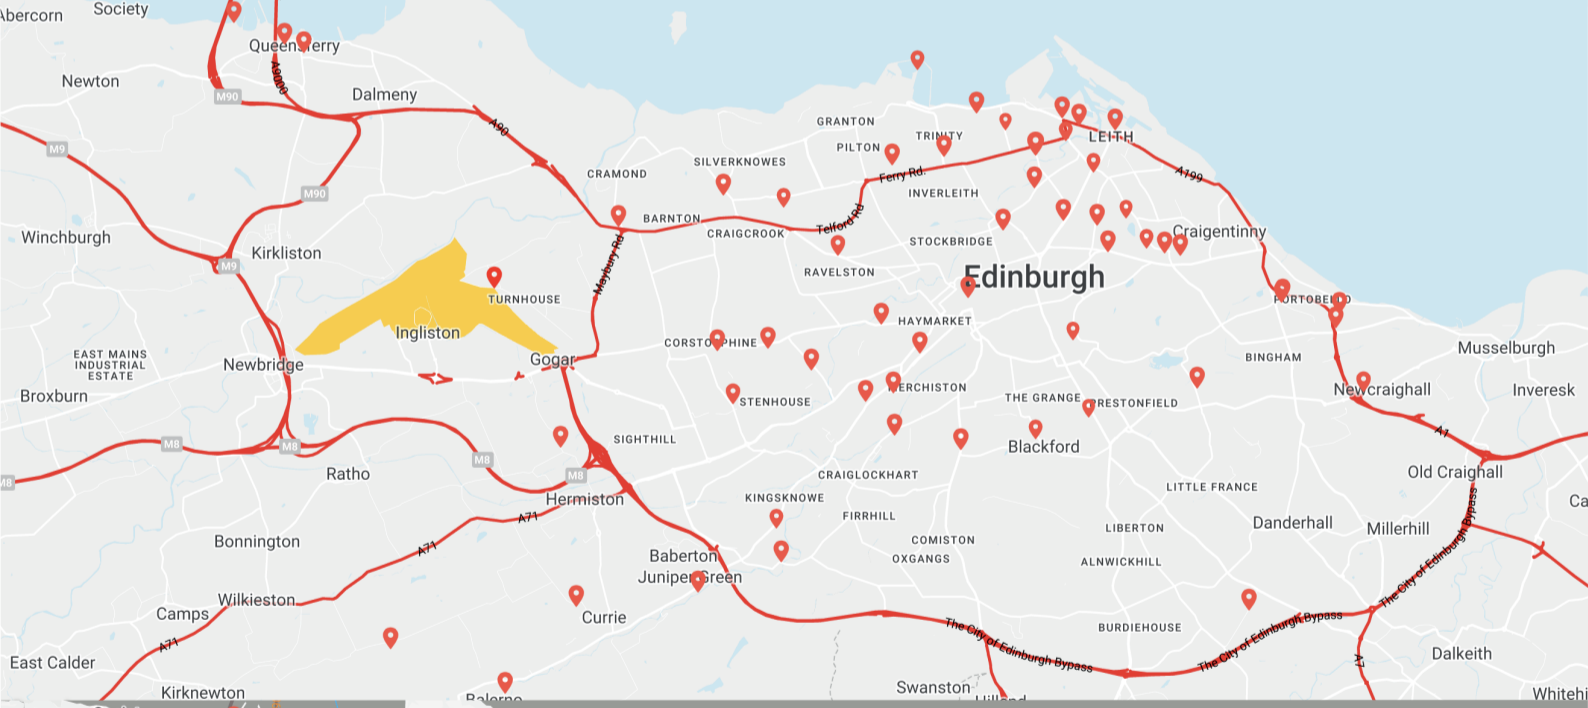 Abercorn
Society
Queensferry
Newton
A9000
M90
Dalmeny
A90
M9
GRANTON
PILTON
TRINITY
LEITH
SILVERKNOWES
CRAMOND
Ferry Rd.
A199
M90
INVERLEITH
BARNTON
CRAIGCROOK
Telford Rd
Winchburgh
Kirkliston
STOCKBRIDGE
Craigentinny
M9
Maybury Rd
RAVELSTON
Edinburgh
TURNHOUSE
PORTOBELLO
Ingliston
HAYMARKET
CORSTORPHINE
EAST MAINS
INDUSTRIAL
ESTATE
Newbridge
Gogar
BINGHAM
Musselburgh
Broxburn
STENHOUSE
MERCHISTON
THE GRANGE
PRESTONFIELD
Newcraighall
Inveresk
M8
M8
SIGHTHILL
Blackford
A1
M8
M8
M8
Ratho
Hermiston
CRAIGLOCKHART
Old Craighall
KINGSKNOWE
LITTLE FRANCE
A71
FIRRHILL
LIBERTON
Danderhall
Millerhill
The City of Edinburgh Bypass
Bonnington
A71
Baberton
COMISTON
OXGANGS
ALNWICKHILL
Juniper Green
Wilkieston
Camps
Currie
The City of Edinburgh Bypass
BURDIEHOUSE
The City of Edinburgh Bypass
A71
East Calder
A7
Dalkeith
Kirknewton
Balerno
Swanston